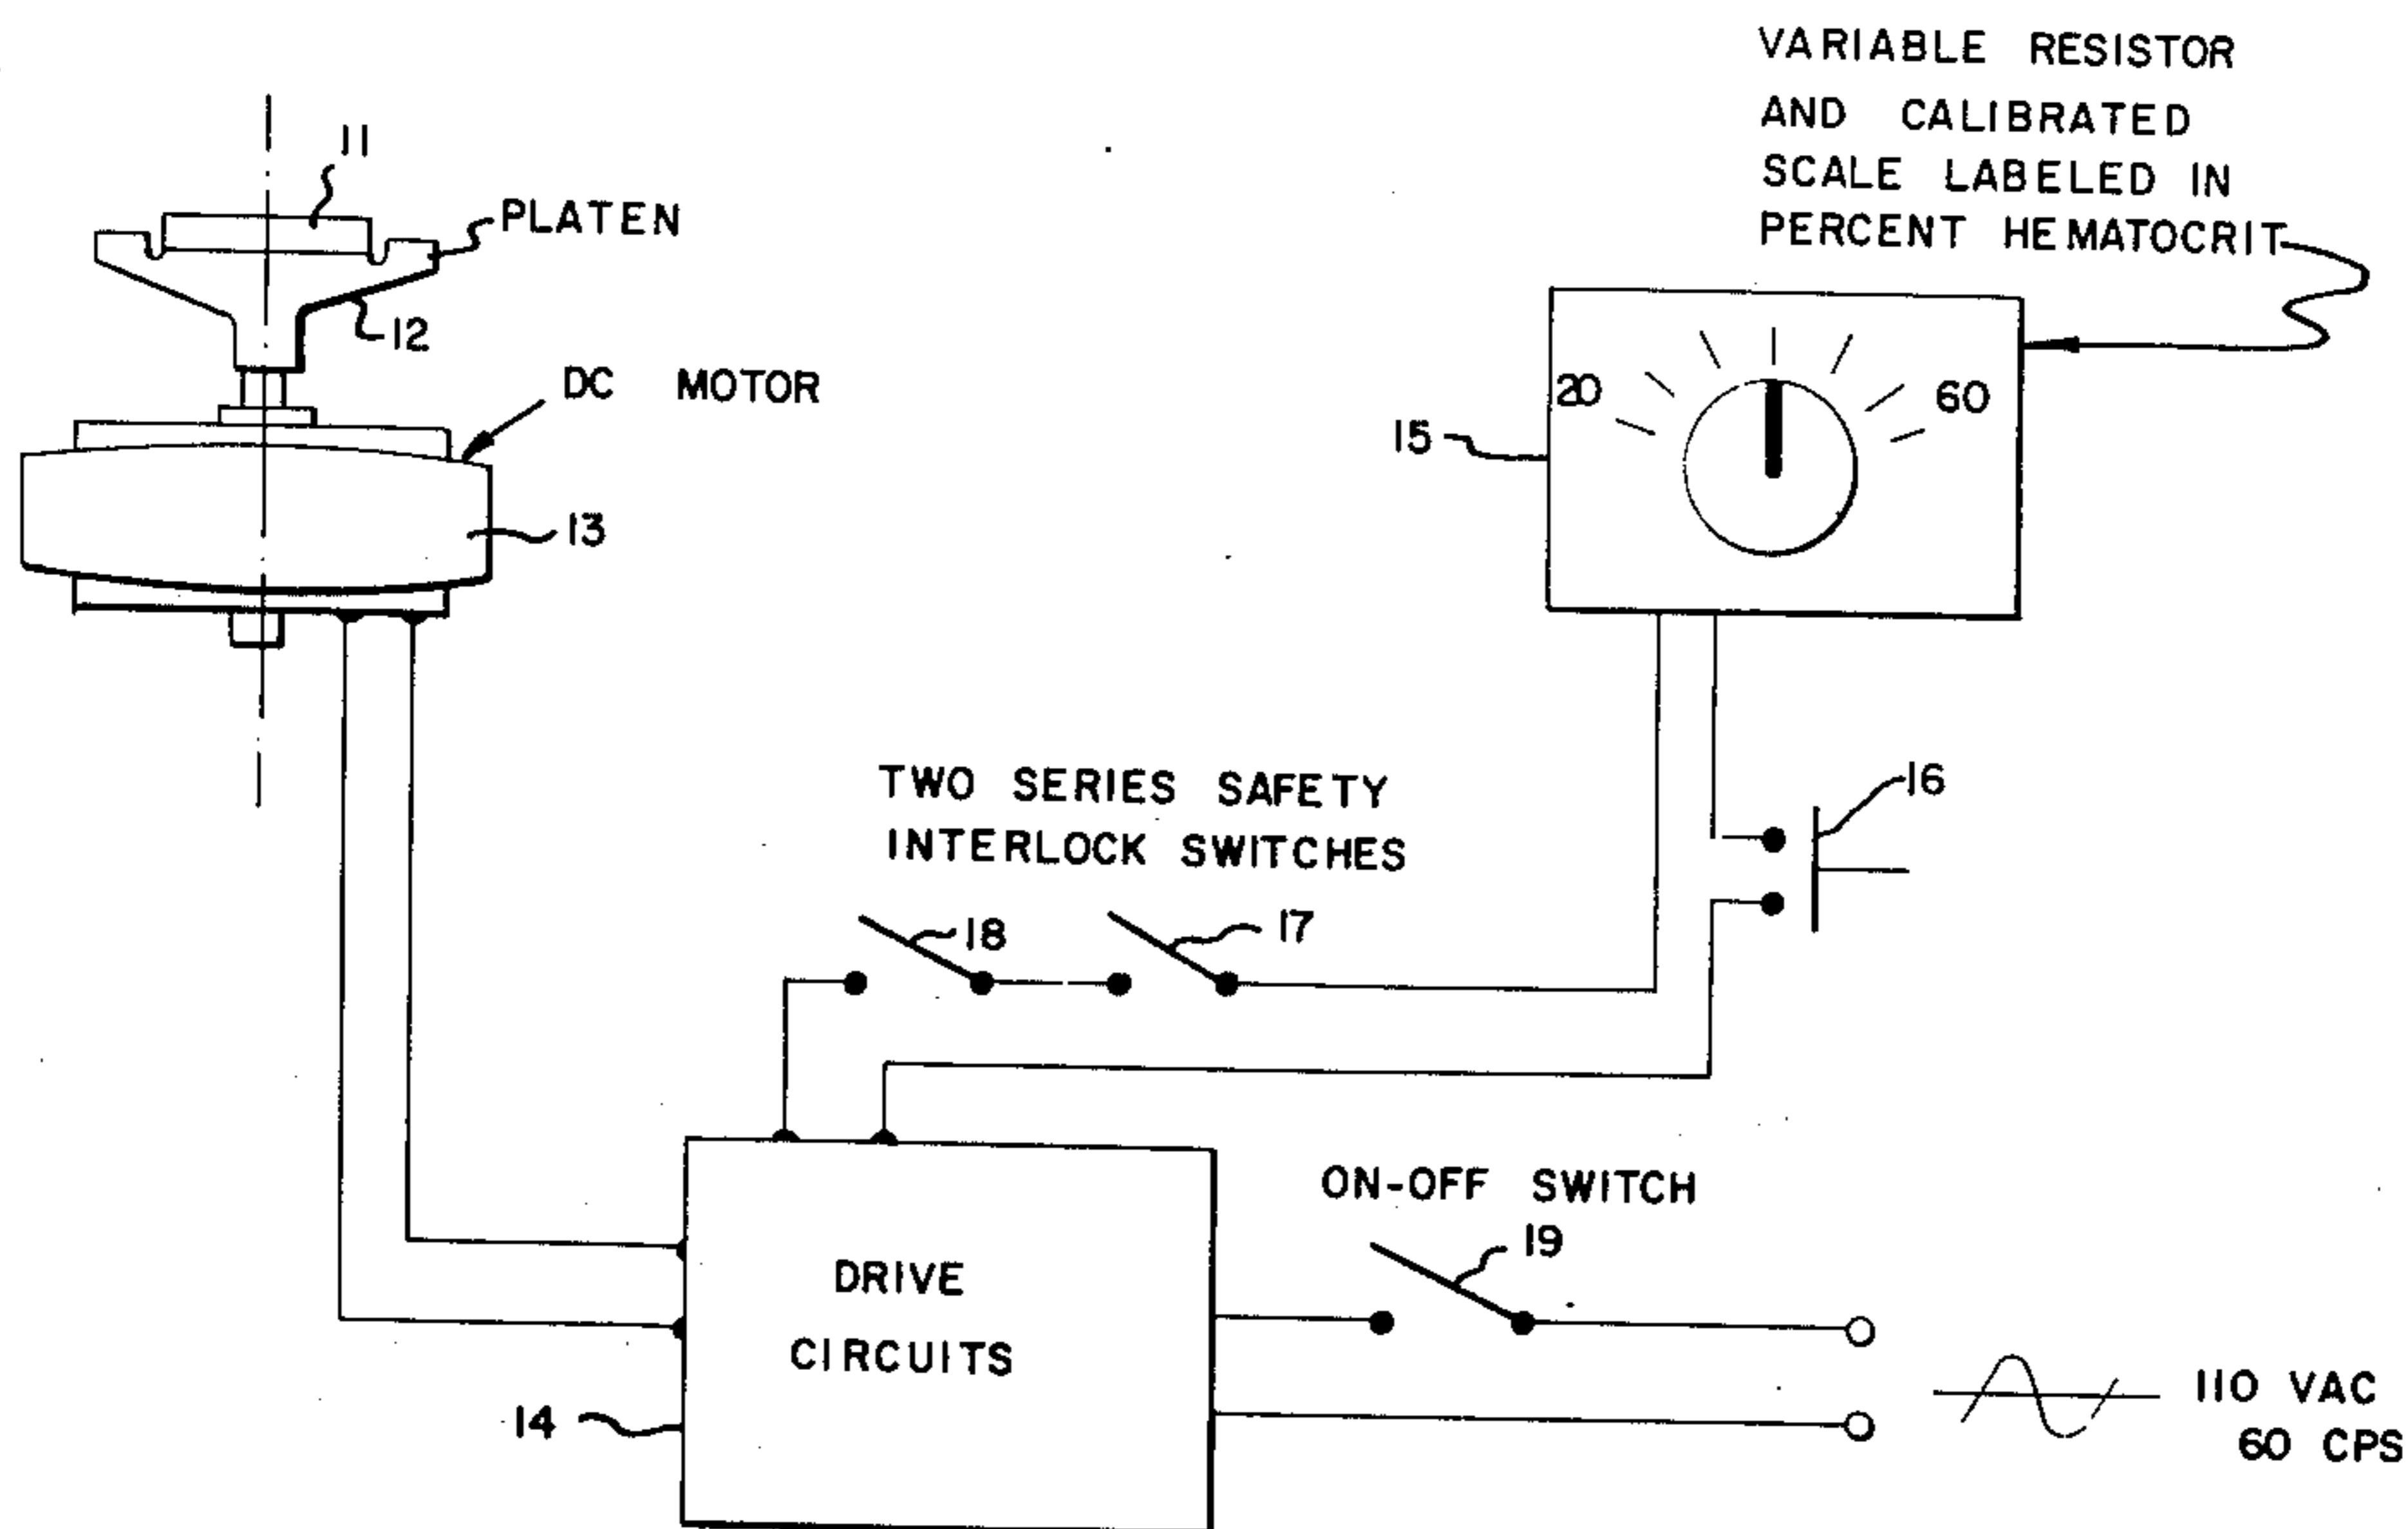 VARIABLE RESISTOR
AND CALIBRATED
SCALE LABELED IN
PERCENT HEMATOCRIT
11
PLATEN
12
DC MOTOR
13
20
60
15
TWO SERIES SAFETY
INTERLOCK SWITCHES
16
18
17
ON-OFF SWITCH
19
DRIVE
CIRCUITS
14
110 VAC
60 CPS